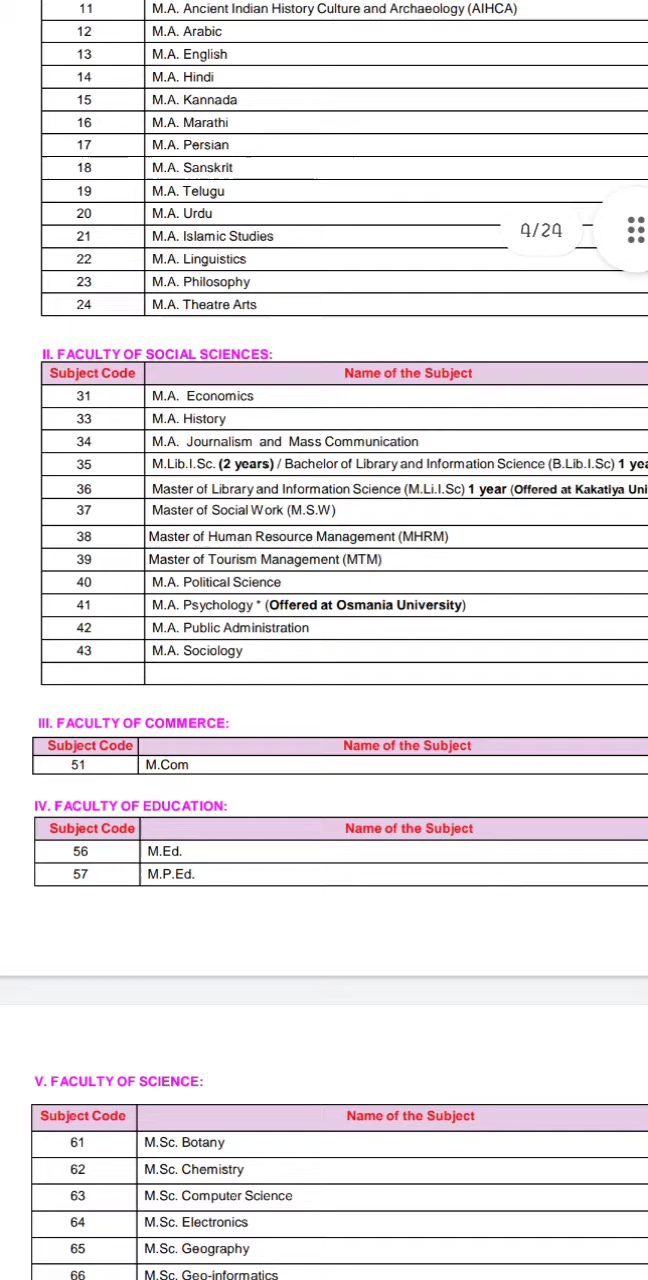 11 M.A. Ancient Indian History Culture and Archaeology (AIHCA)
12 M.A. Arabic
13 M.A. English
14 M.A. Hindi
15 M.A. Kannada
16 M.A. Marathi
17 M.A. Persian
18 M.A. Sanskrit
19 M.A. Telugu
20 M.A. Urdu
4/24
21 M.A. Islamic Studies
22 M.A. Linguistics
23 M.A. Philosophy
24 M.A. Theatre Arts
II. FACULTY OF SOCIAL SCIENCES:
Subject Code Name of the Subject
31 M.A. Economics
33 M.A. History
34 M.A. Journalism and Mass Communication
35 M.Lib.I.Sc. (2 years) / Bachelor of Library and Information Science (B.Lib.I.Sc) 1
36 Master of Library and Information Science (M.Li.I.Sc) 1 year (Offered at Kakatiya
37 Master of Social Work (M.S.W)
38 Master of Human Resource Management (MHRM)
39 Master of Tourism Management (MTM)
40 M.A. Political Science
41 M.A. Psychology * (Offered at Osmania University)
42 M.A. Public Administration
43 M.A. Sociology
III. FACULTY OF COMMERCE:
Subject Code Name of the Subject
51 M.Com
IV. FACULTY OF EDUCATION:
Subject Code Name of the Subject
56 M.Ed.
57 M.P.Ed.
V. FACULTY OF SCIENCE:
Subject Code Name of the Subject
61 M.Sc. Botany
62 M.Sc. Chemistry
63 M.Sc. Computer Science
64 M.Sc. Electronics
65 M.Sc. Geography
66 M.Sc. Geo-informatics